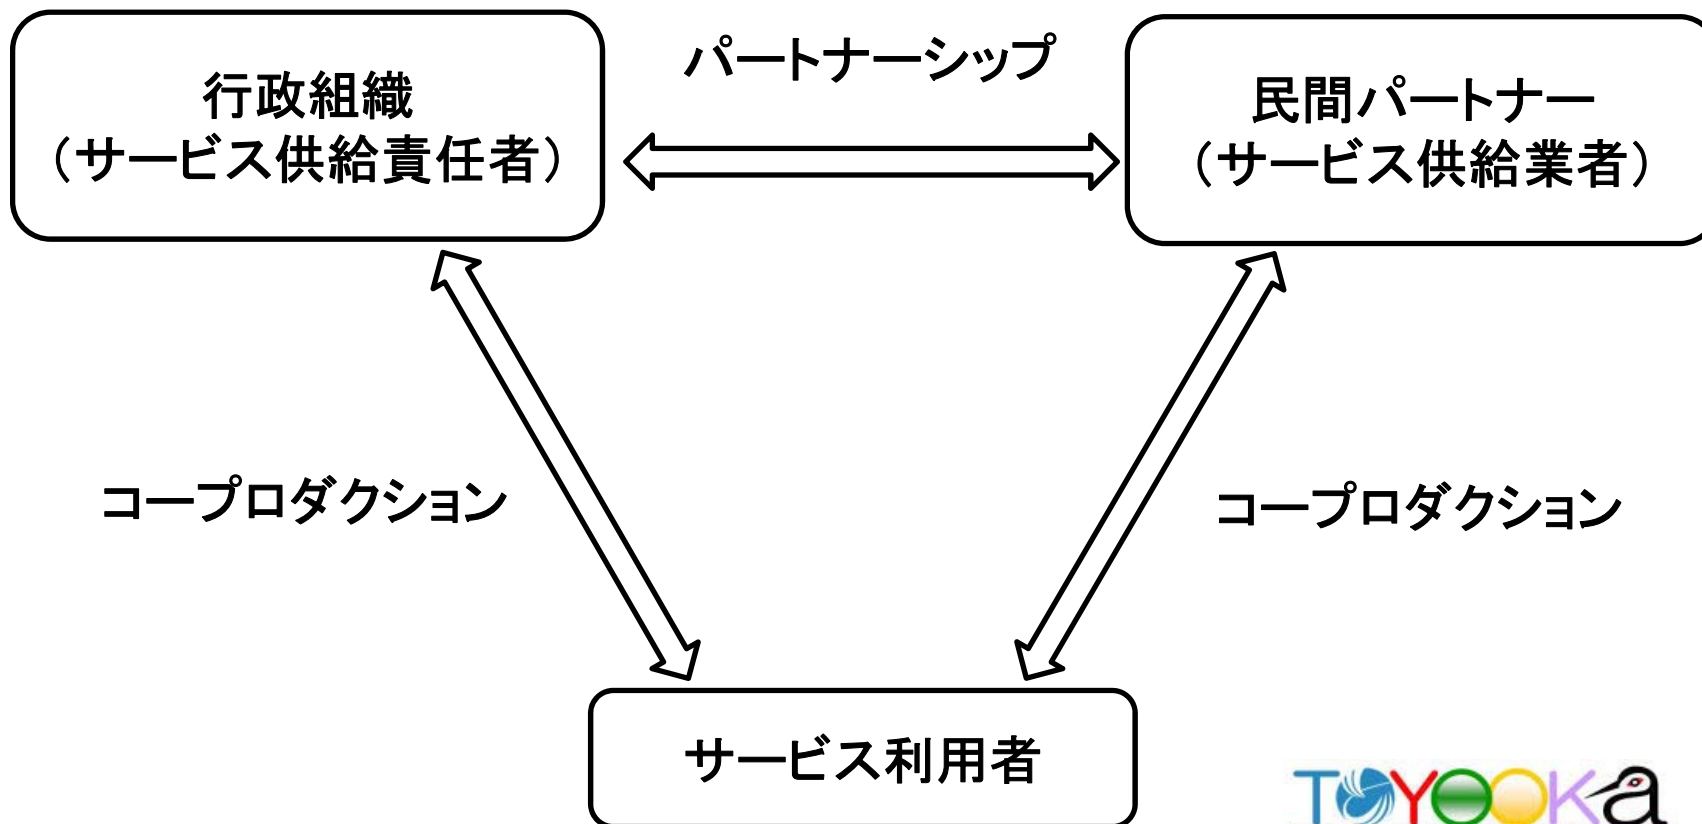 パートナーシップ
行政組織
（サービス供給責任者）
民間パートナー
（サービス供給業者）
コープロダクション
コープロダクション
サービス利用者
TOYOOKa